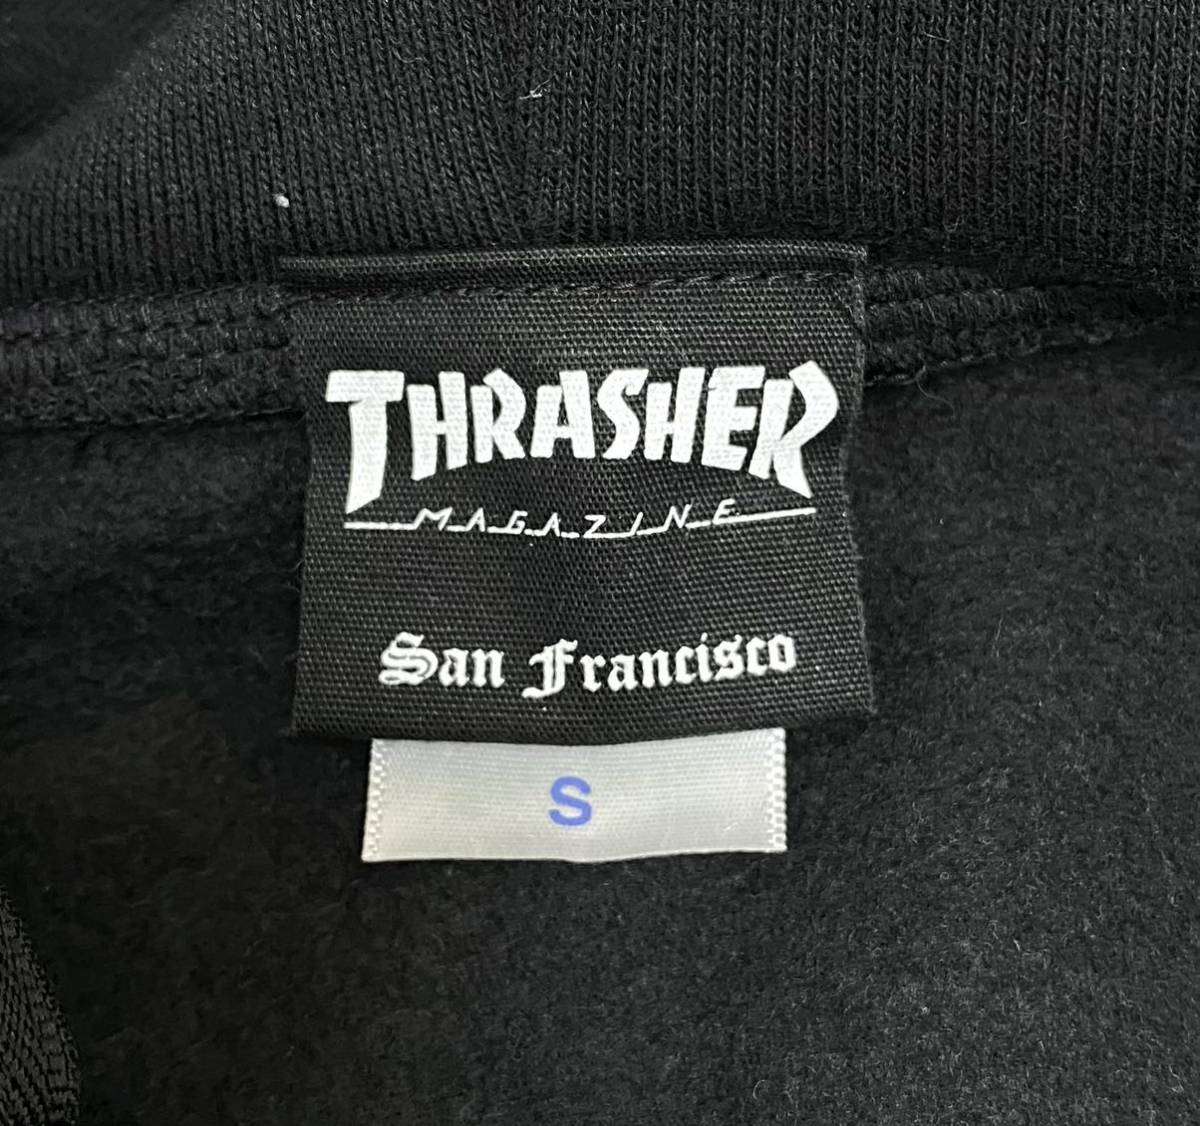 THRASHER
MAGAZINE
San Francisco
S